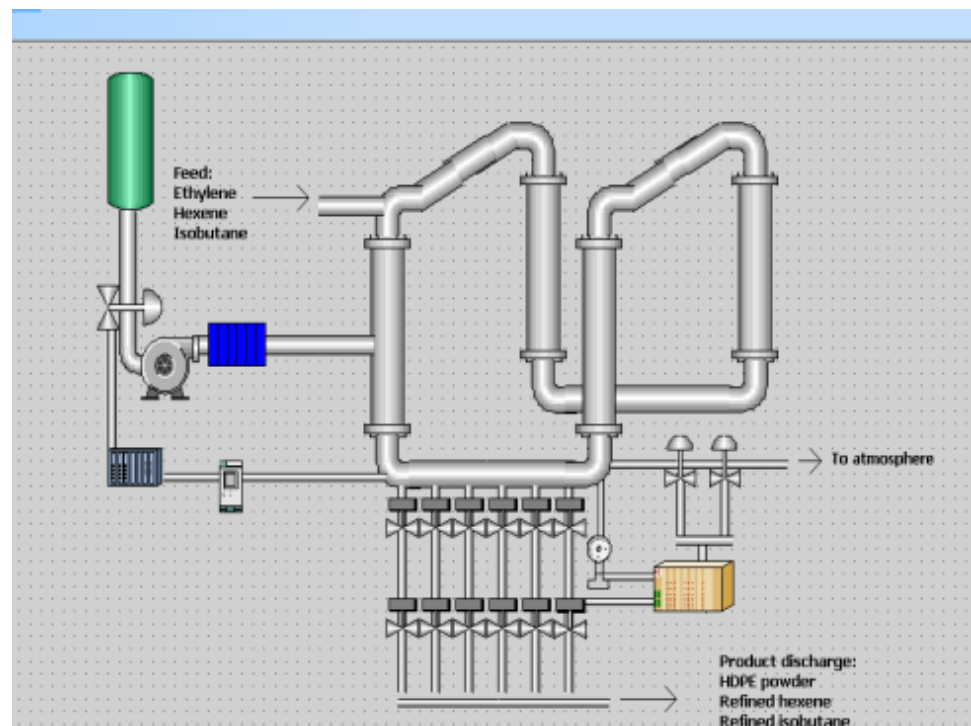 Feed:
Ethylene
Hexene
Isobutane
To atmosphere
Product discharge:
HDPE powder
Refined hexene
Refined isobutane